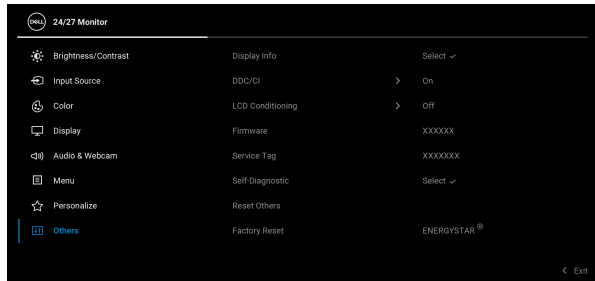 DELL 24/27 Monitor
Brightness/Contrast Display Info Select ✓
Input Source DDC/CI > On
Color LCD Conditioning > Off
Display Firmware XXXXXX
Audio & Webcam Service Tag XXXXXXX
Menu Self-Diagnostic Select ✓
Personalize Reset Others
Others Factory Reset ENERGYSTAR ®
< Exit